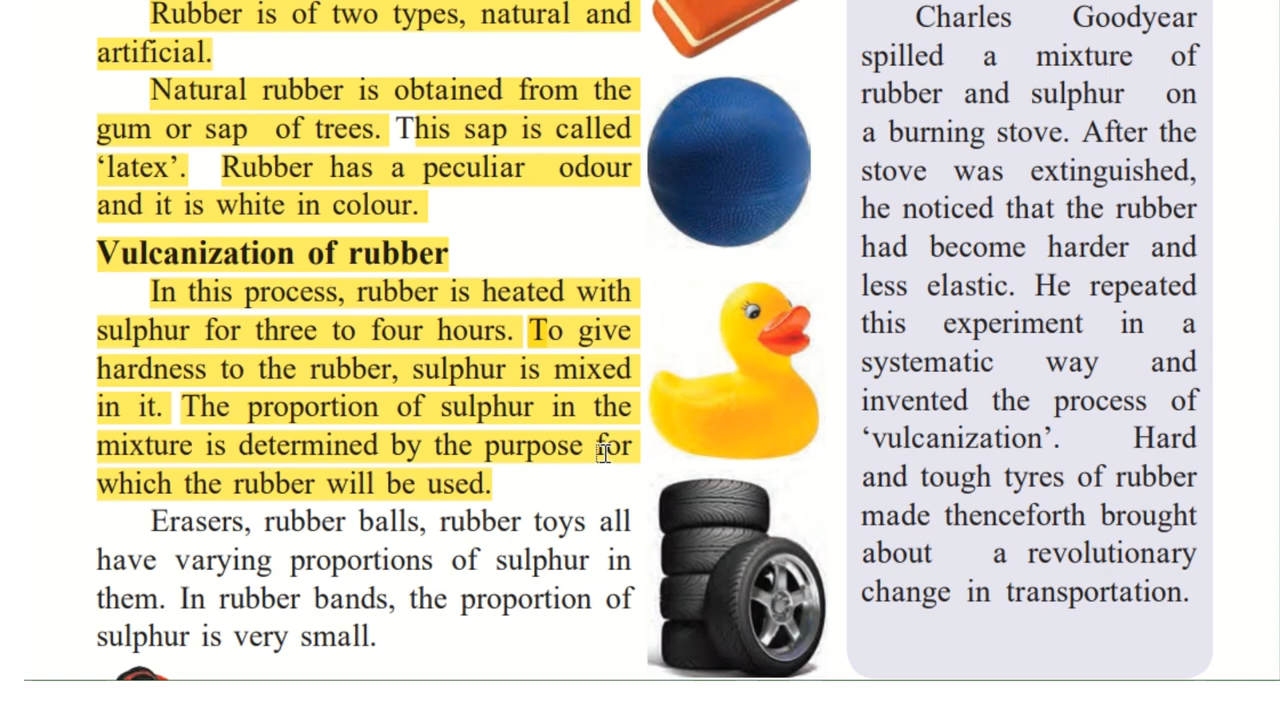 Rubber is of two types, natural and
artificial.
Natural rubber is obtained from the
gum or sap of trees. This sap is called
‘latex’. Rubber has a peculiar odour
and it is white in colour.
Vulcanization of rubber
In this process, rubber is heated with
sulphur for three to four hours. To give
hardness to the rubber, sulphur is mixed
in it. The proportion of sulphur in the
mixture is determined by the purpose for
which the rubber will be used.
Erasers, rubber balls, rubber toys all
have varying proportions of sulphur in
them. In rubber bands, the proportion of
sulphur is very small.
Charles Goodyear
spilled a mixture of
rubber and sulphur on
a burning stove. After the
stove was extinguished,
he noticed that the rubber
had become harder and
less elastic. He repeated
this experiment in a
systematic way and
invented the process of
‘vulcanization’. Hard
and tough tyres of rubber
made thenceforth brought
about a revolutionary
change in transportation.